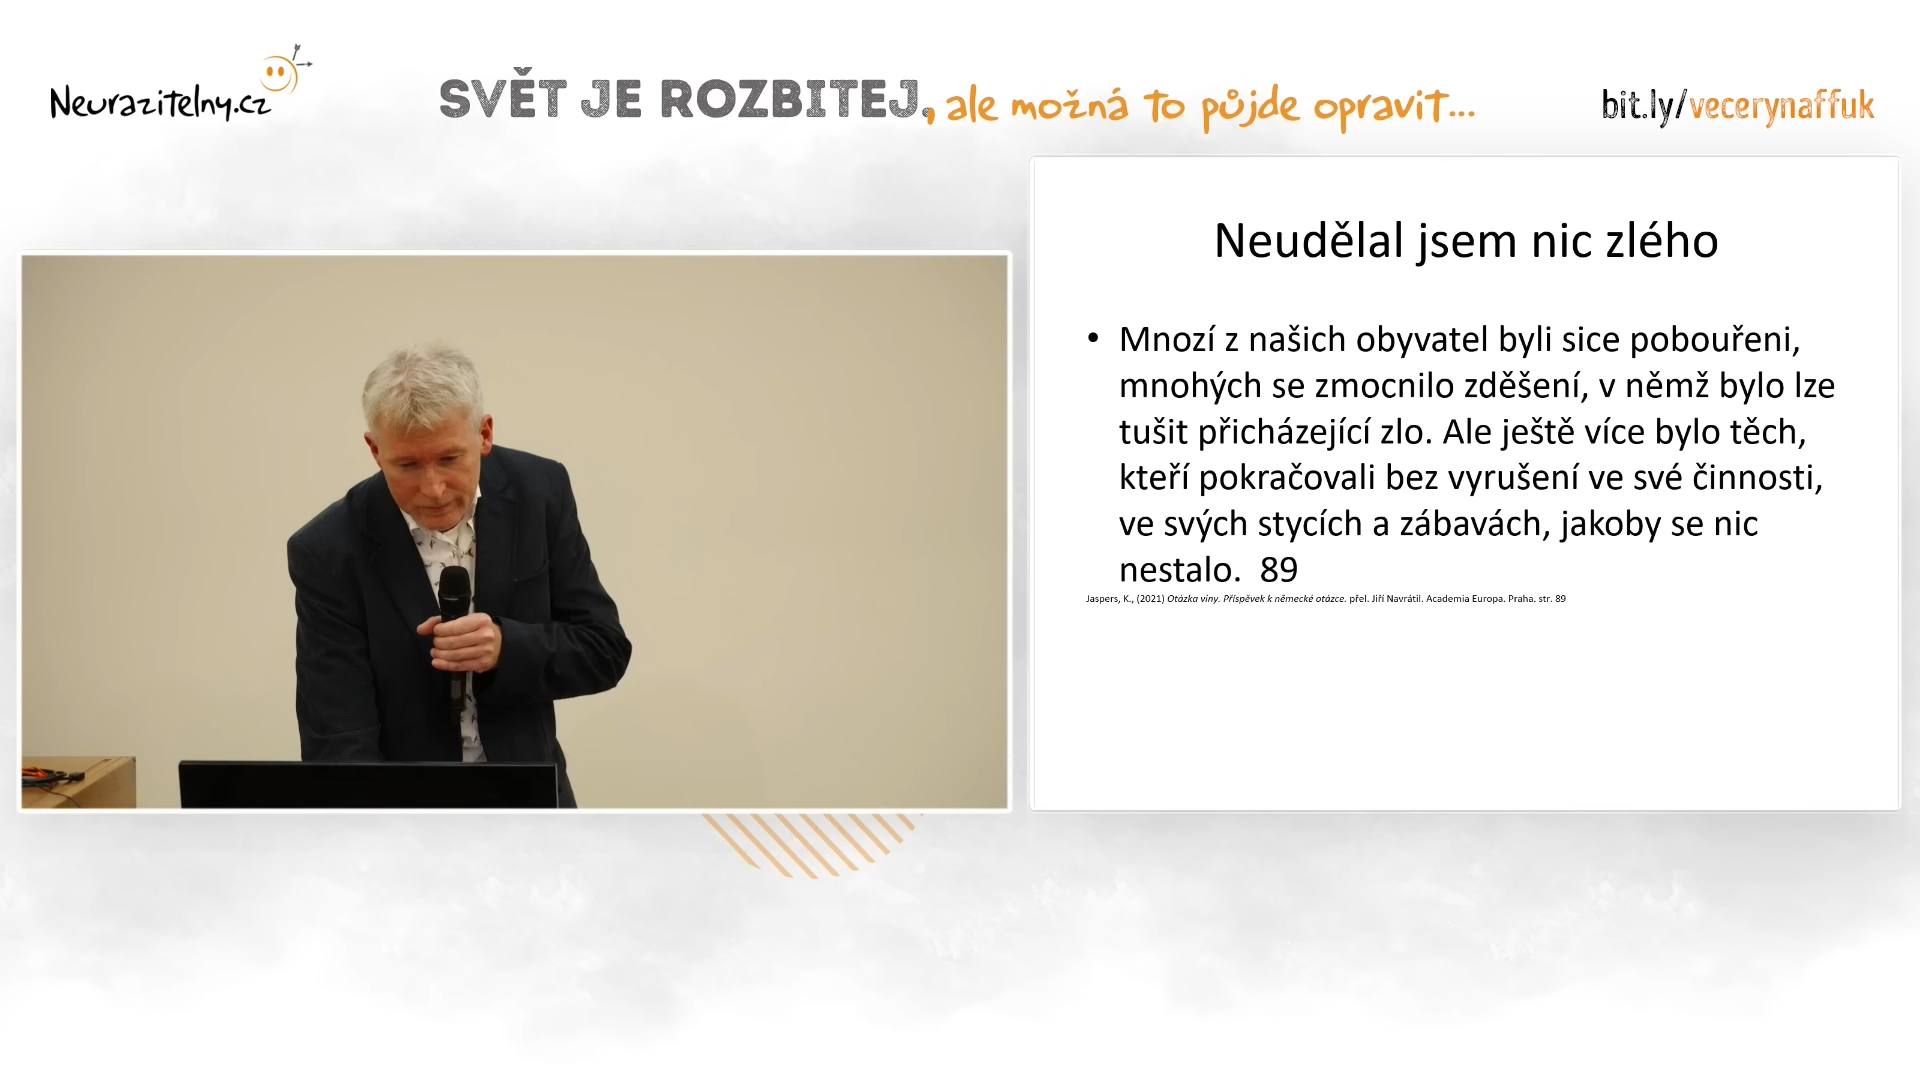 Neurazitelny.cz
SVĚT JE ROZBITEJ, ale možná to půjde opravit...
bit.ly/vecerynaffuk
Neudělal jsem nic zlého
• Mnozí z našich obyvatel byli sice pobouřeni,
mnohých se zmocnilo zděšení, v němž bylo lze
tušit přicházející zlo. Ale ještě více bylo těch,
kteří pokračovali bez vyrušení ve své činnosti,
ve svých stycích a zábavách, jakoby se nic
nestalo.  89
Jaspers, K., (2021) Otázka viny. Příspěvek k německé otázce. přel. Jiří Navrátil. Academia Europa. Praha. str. 89